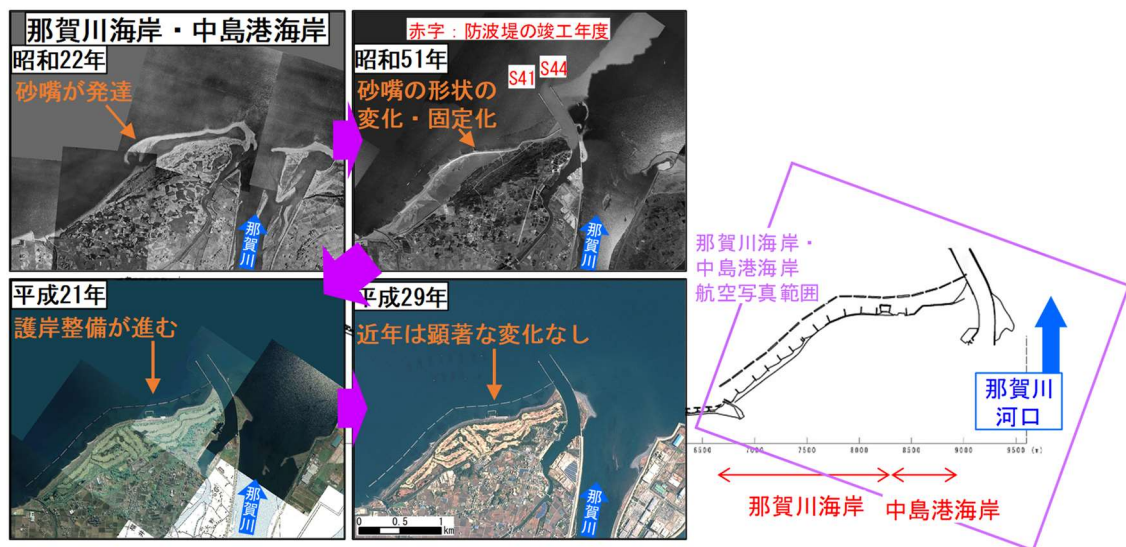 那賀川海岸・中島港海岸
昭和22年
砂嘴が発達
那賀川
昭和51年
赤字：防波堤の竣工年度
S41
S44
砂嘴の形状の
変化・固定化
那賀川
平成21年
護岸整備が進む
那賀川
平成29年
近年は顕著な変化なし
那賀川
0 0.5 1
km
那賀川海岸・
中島港海岸
航空写真範囲
那賀川
河口
6500 7000 7500 8000 8500 9000 9500 (m)
那賀川海岸
中島港海岸